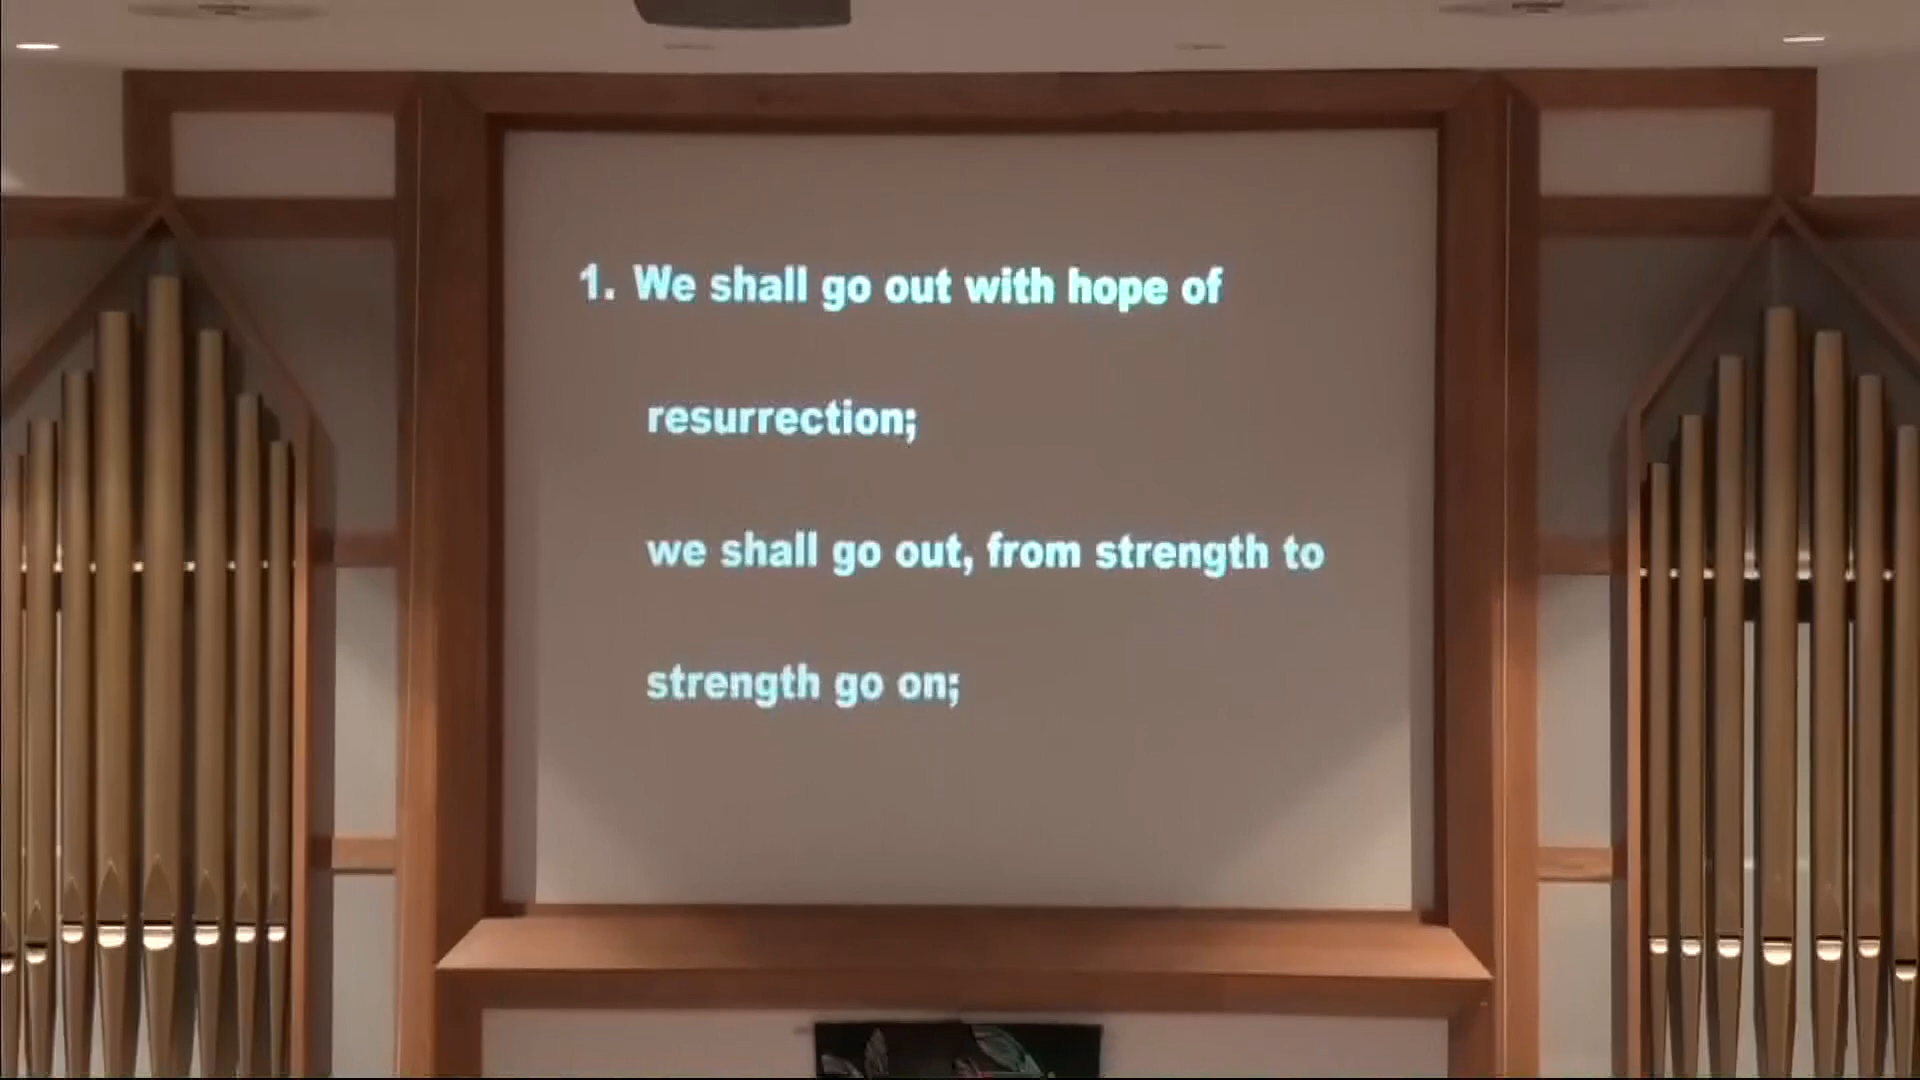 1. We shall go out with hope of
resurrection;
we shall go out, from strength to
strength go on;